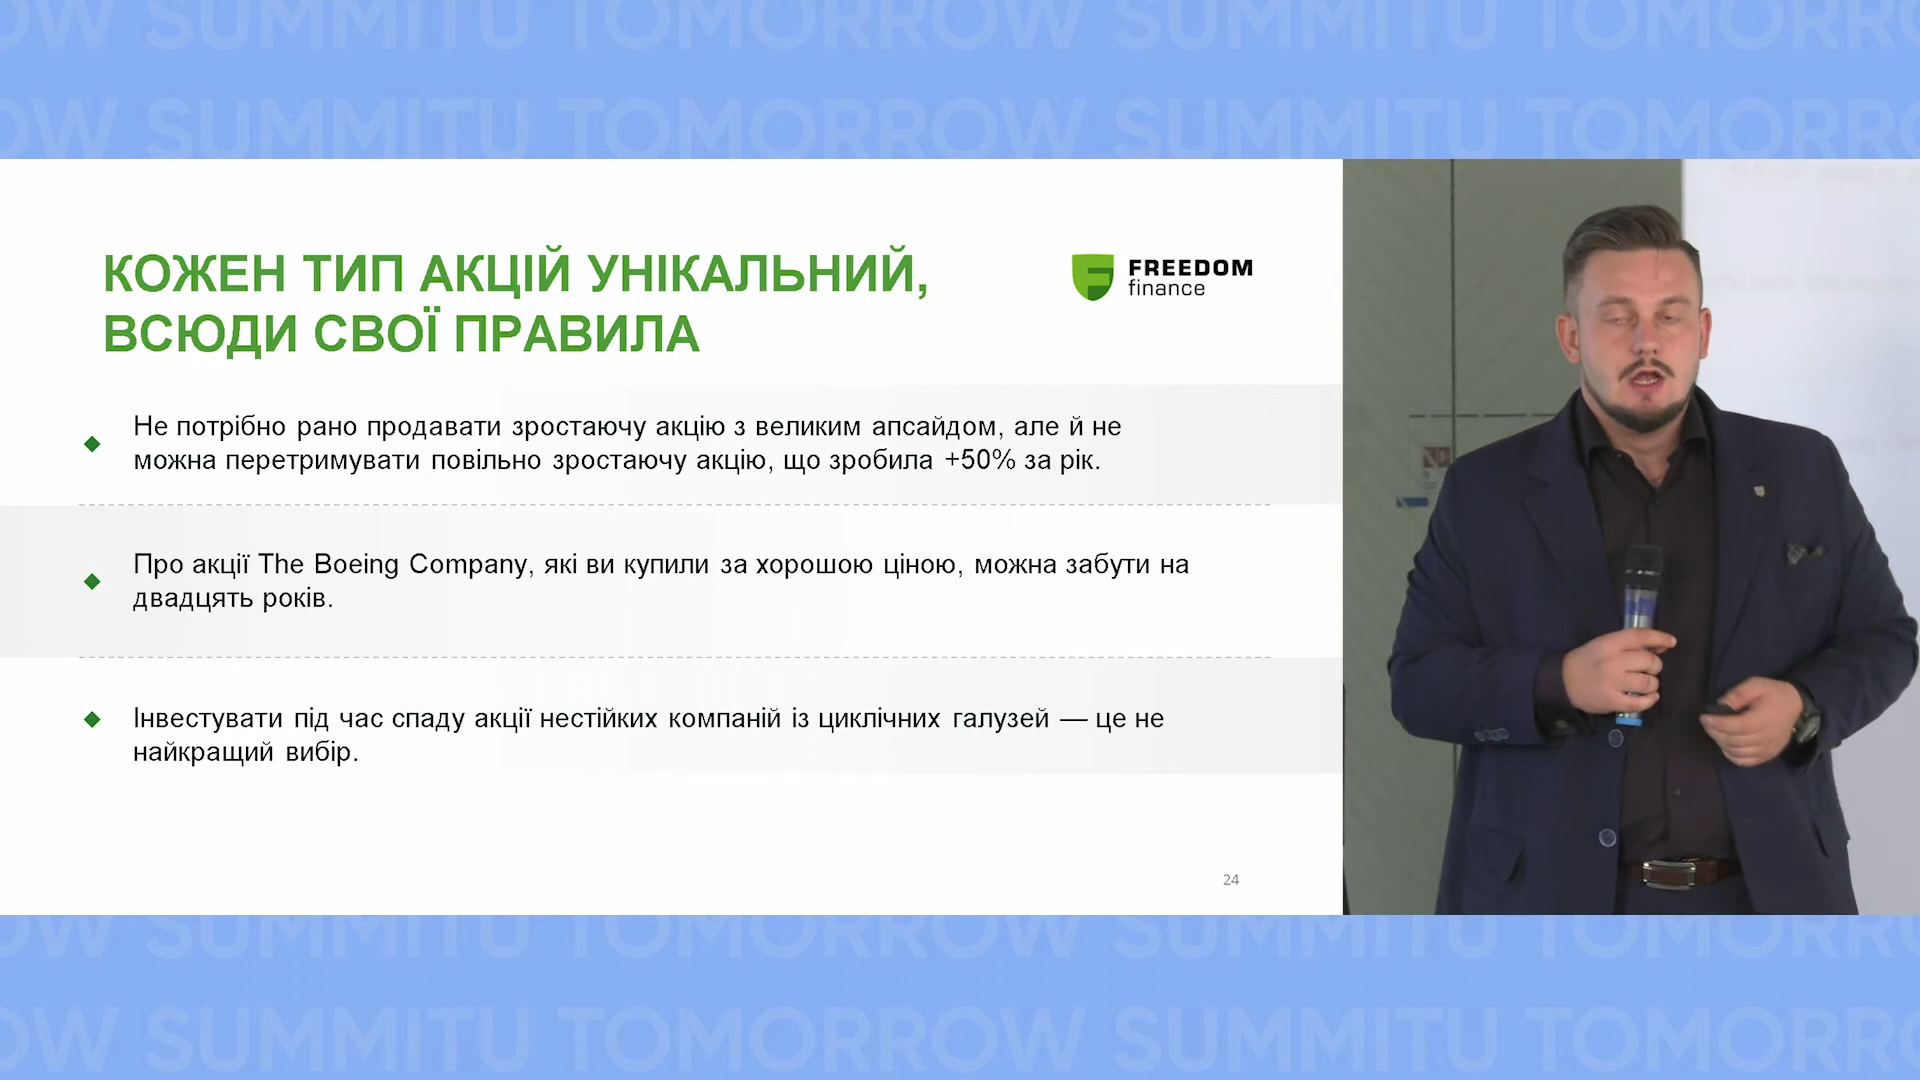 OW SUMMITU TOMORROW SUMMITU TOMORRO
OW SUMMITU TOMORROW SUMMITU TOMORRO
КОЖЕН ТИП АКЦІЙ УНІКАЛЬНИЙ,
ВСЮДИ СВОЇ ПРАВИЛА
FREEDOM
finance
Не потрібно рано продавати зростаючу акцію з великим апсайдом, але й не
можна перетримувати повільно зростаючу акцію, що зробила +50% за рік.
Про акції The Boeing Company, які ви купили за хорошою ціною, можна забути на
двадцять років.
Інвестувати під час спаду акції нестійких компаній із циклічних галузей — це не
найкращий вибір.
24
OW SUMMITU TOMORROW SUMMITU TOMORRO
OW SUMMITU TOMORROW SUMMITU TOMORRO